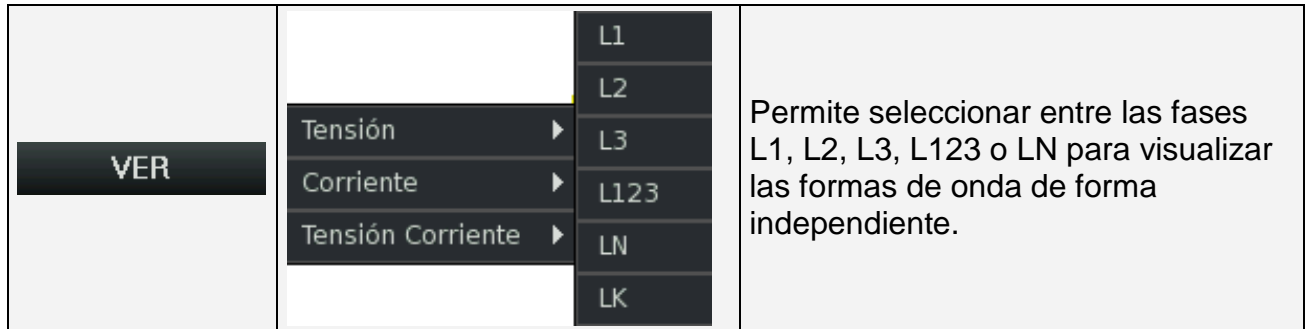 VER
Tensión
Corriente
Tensión Corriente
L1
L2
L3
L123
LN
LK
Permite seleccionar entre las fases
L1, L2, L3, L123 o LN para visualizar
las formas de onda de forma
independiente.